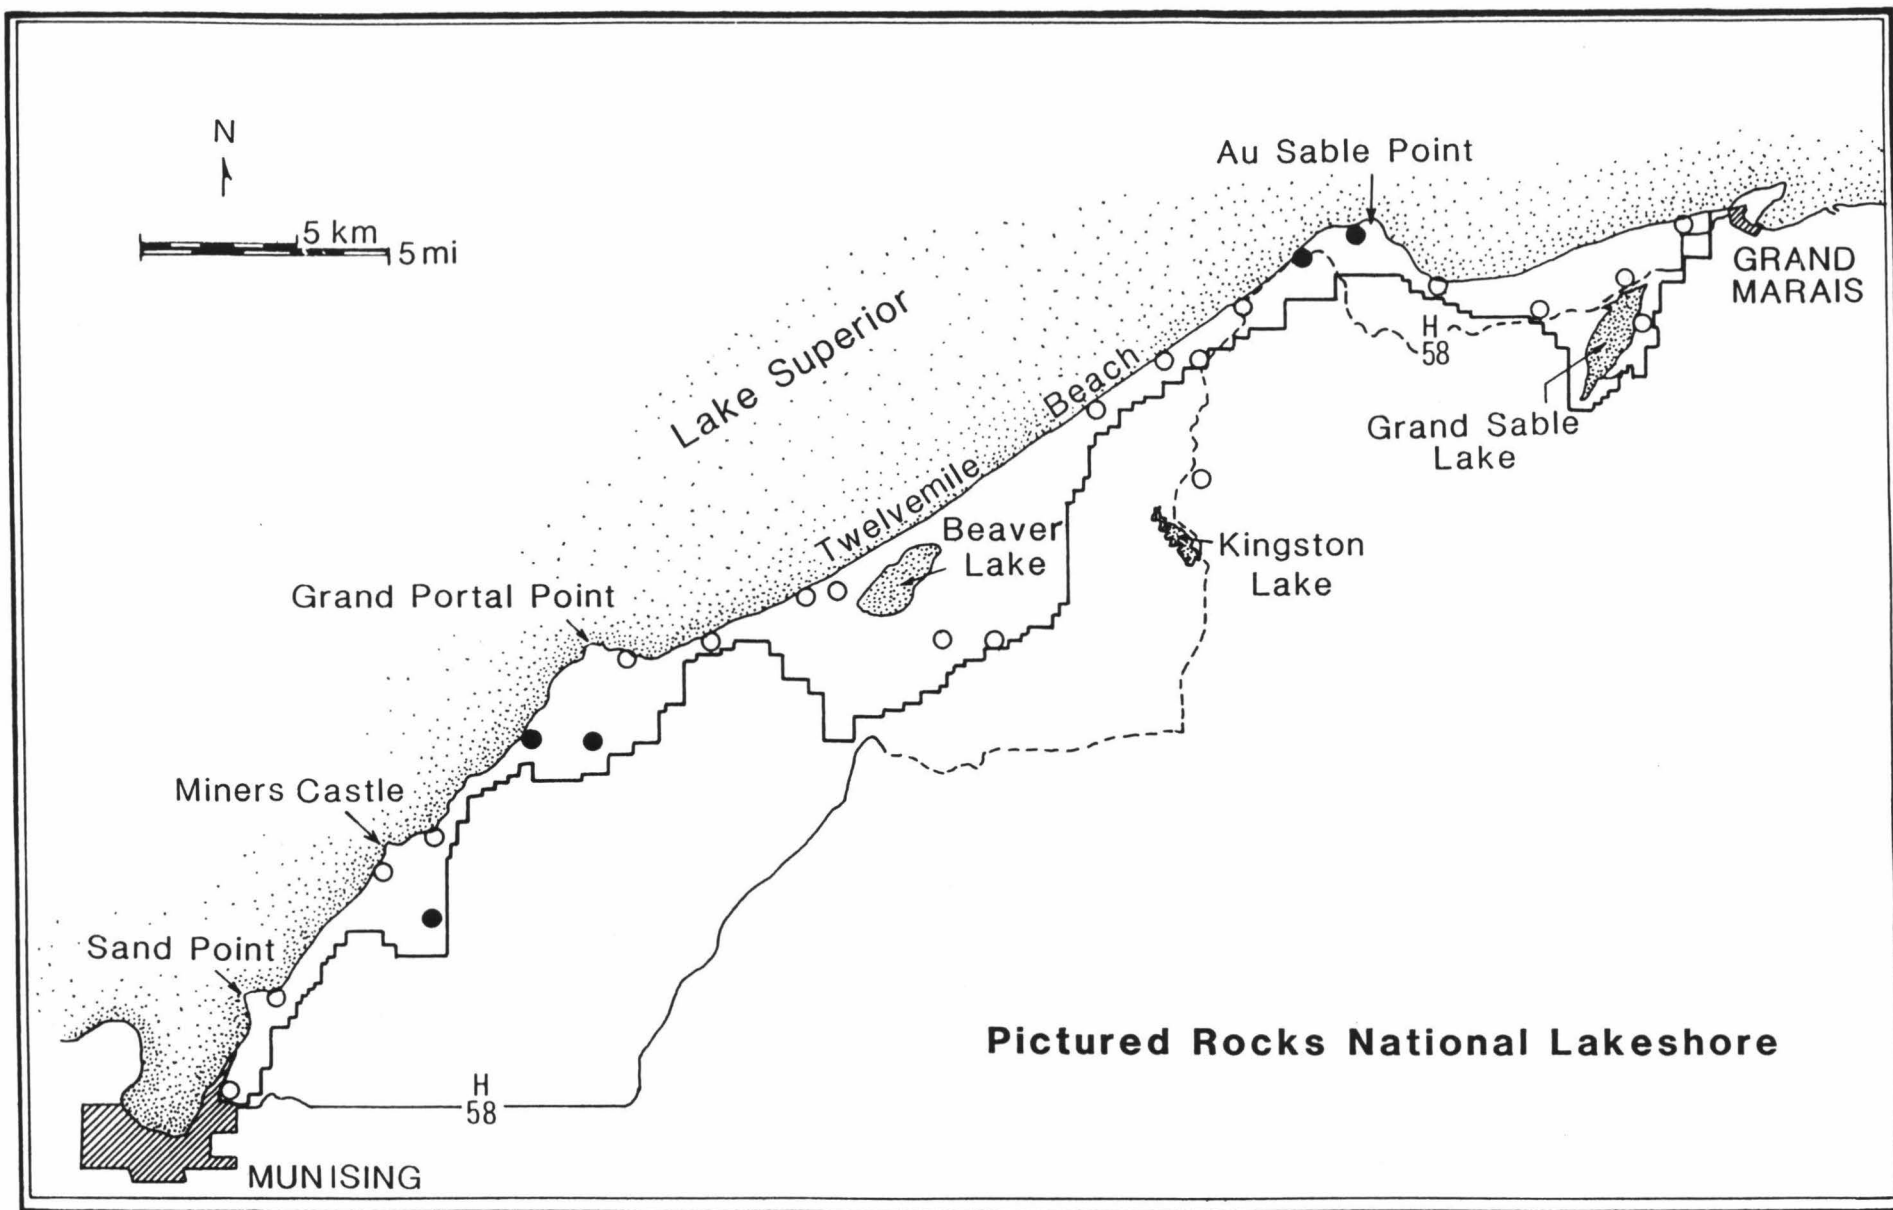 N
5 km
5 mi
Au Sable Point
GRAND
MARAIS
Lake Superior
H
58
Twelvemile Beach
Grand Sable
Lake
Beaver
Lake
Kingston
Lake
Grand Portal Point
Miners Castle
Sand Point
Pictured Rocks National Lakeshore
H
58
MUNISING